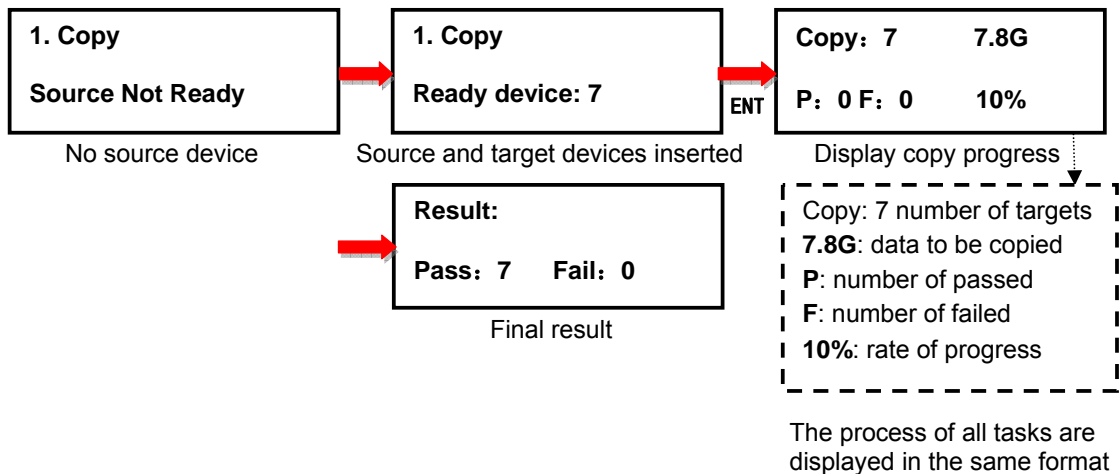 1. Copy
Source Not Ready
No source device
1. Copy
Ready device: 7
Source and target devices inserted
ENT
Copy：7 7.8G
P：0 F：0 10%
Display copy progress
Result:
Pass：7 Fail：0
Final result
Copy: 7 number of targets
7.8G: data to be copied
P: number of passed
F: number of failed
10%: rate of progress
The process of all tasks are
displayed in the same format